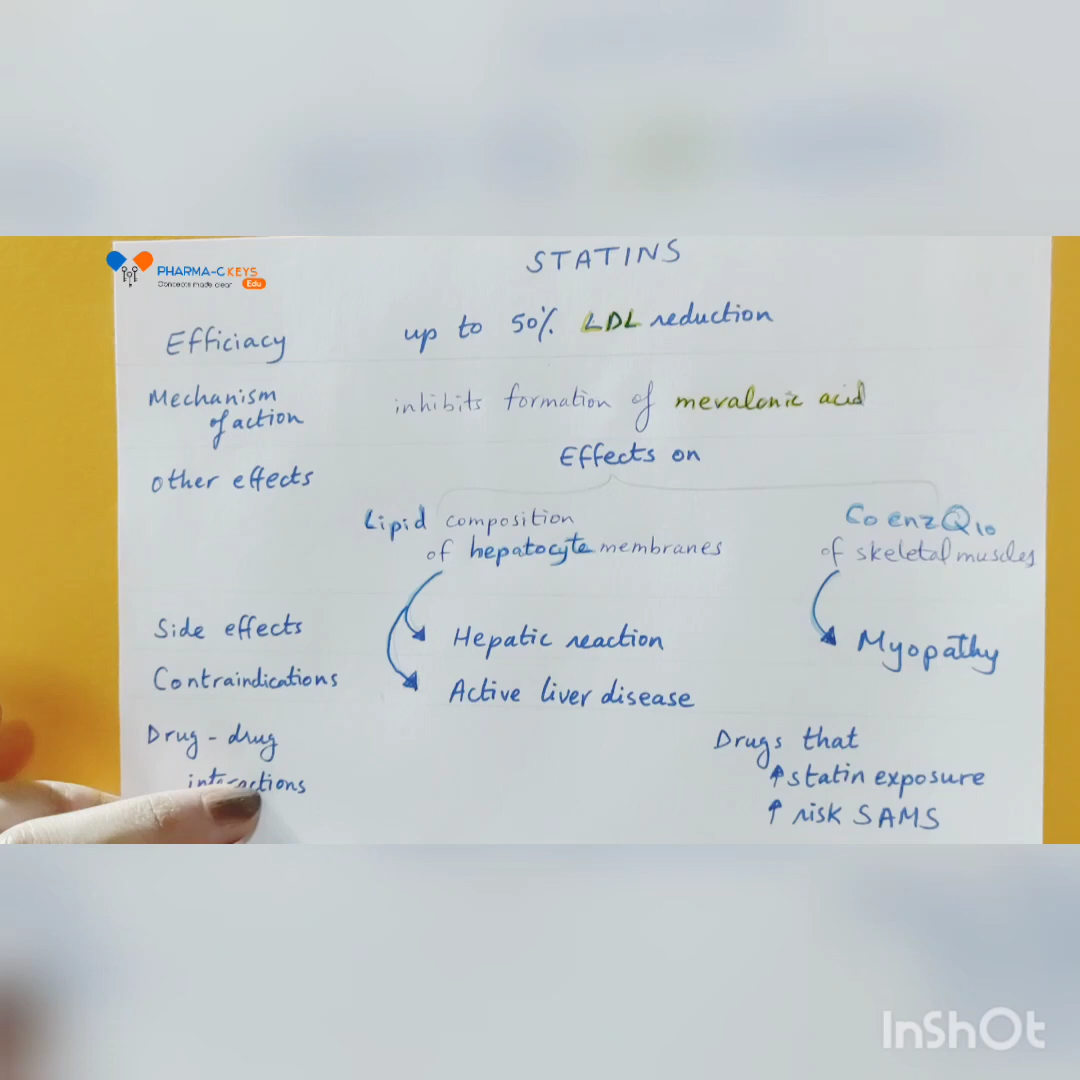 PHARMA-CKEYS
Concepts made clear Edu
STATINS
Efficiacy up to 50% LDL reduction
Mechanism of action inhibits formation of mevalonic acid
Effects on
Other effects
Lipid composition
of hepatocyte membranes
Co enz Q10
of skeletal muscles
Side effects Hepatic reaction Myopathy
Contraindications Active liver disease
Drug-drug
interactions
Drugs that
↑ statin exposure
↑ risk SAMS
InShOt